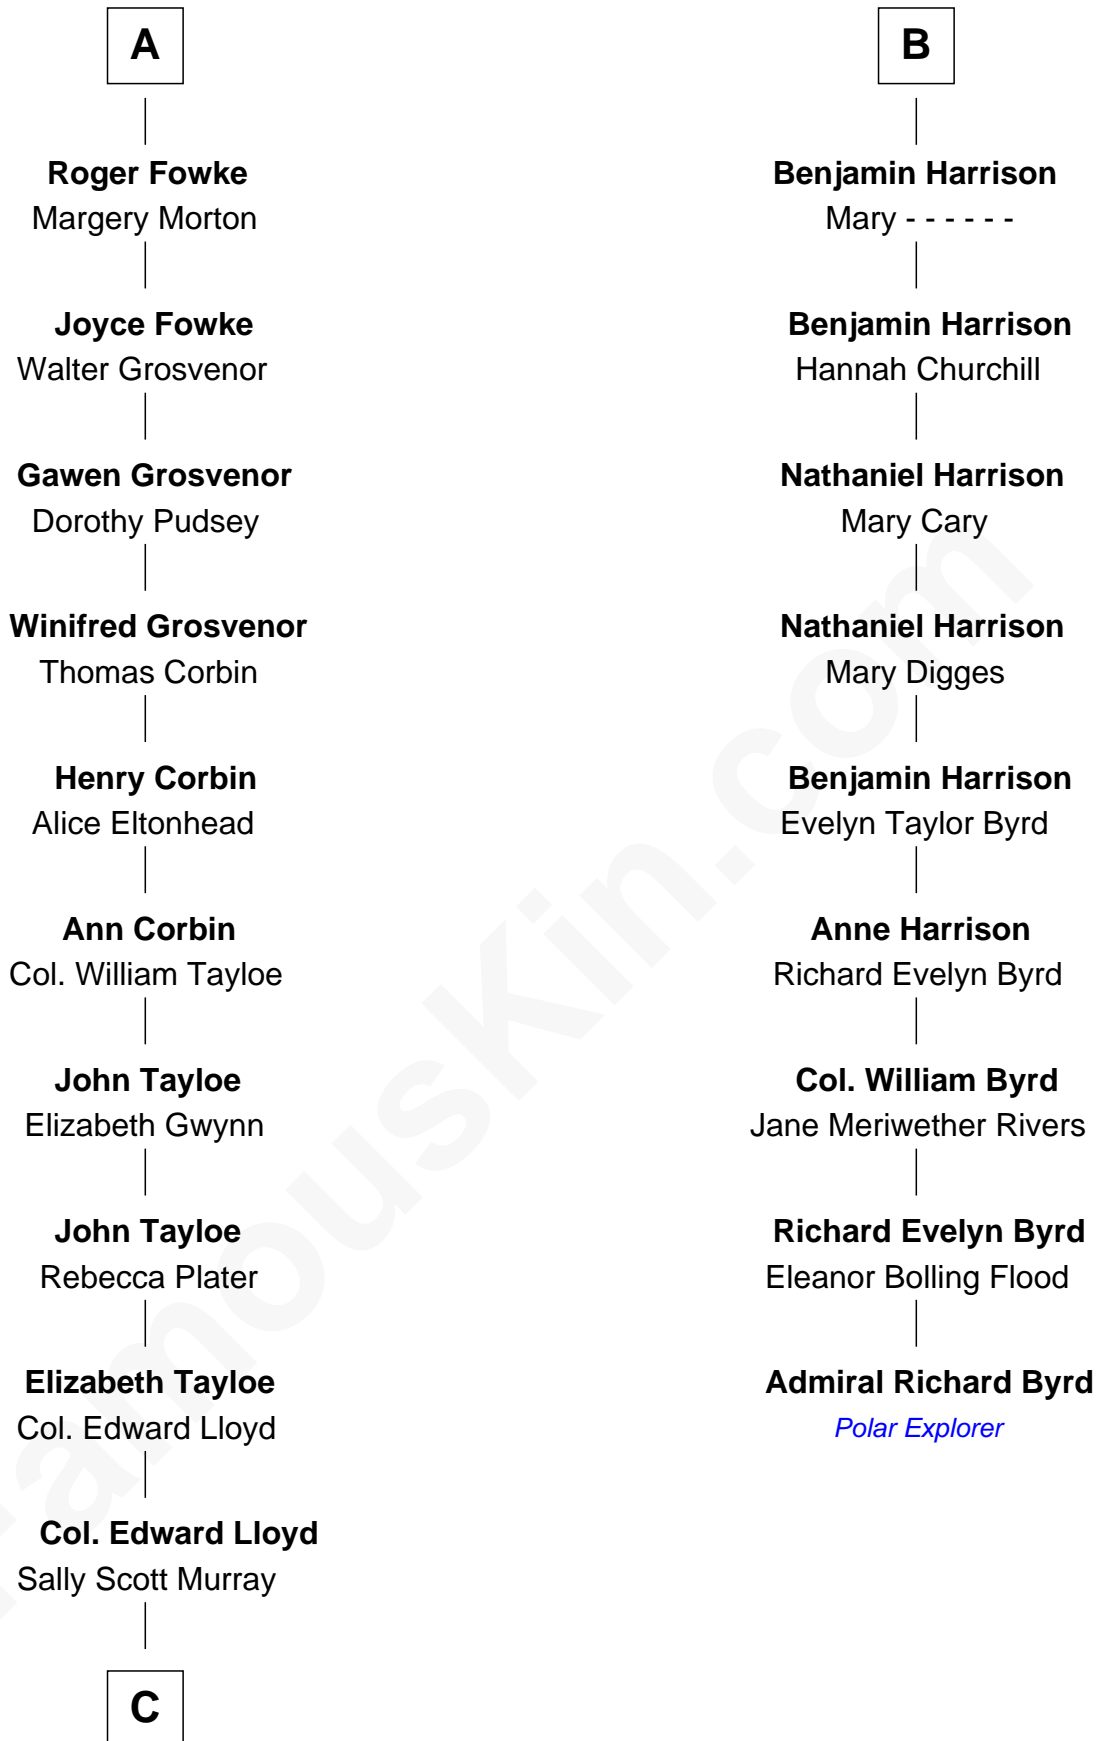 A
Roger Fowke
Margery Morton
Joyce Fowke
Walter Grosvenor
Gawen Grosvenor
Dorothy Pudsey
Winifred Grosvenor
Thomas Corbin
Henry Corbin
Alice Eltonhead
Ann Corbin
Col. William Tayloe
John Tayloe
Elizabeth Gwynn
John Tayloe
Rebecca Plater
Elizabeth Tayloe
Col. Edward Lloyd
Col. Edward Lloyd
Sally Scott Murray
C
B
Benjamin Harrison
Mary - - - - - -
Benjamin Harrison
Hannah Churchill
Nathaniel Harrison
Mary Cary
Nathaniel Harrison
Mary Digges
Benjamin Harrison
Evelyn Taylor Byrd
Anne Harrison
Richard Evelyn Byrd
Col. William Byrd
Jane Meriwether Rivers
Richard Evelyn Byrd
Eleanor Bolling Flood
Admiral Richard Byrd
Polar Explorer
FamousKin.com